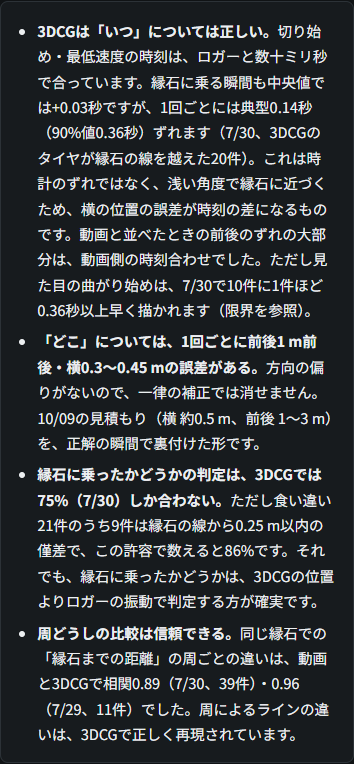 3DCGは「いつ」については正しい。切り始
め・最低速度の時刻は、ロガーと数十ミリ秒
で合っています。縁石に乗る瞬間も中央値で
は+0.03秒ですが、1回ごとには典型0.14秒
（90%値0.36秒）ずれます（7/30、3DCGの
タイヤが縁石の線を越えた20件）。これは時
計のずれではなく、浅い角度で縁石に近づく
ため、横の位置の誤差が時刻の差になるもの
です。動画と並べたときの前後のずれの大部
分は、動画側の時刻合わせでした。ただし見
た目の曲がり始めは、7/30で10件に1件ほど
0.36秒以上早く描かれます（限界を参照）。
「どこ」については、1回ごとに前後1 m前
後・横0.3〜0.45 mの誤差がある。方向の偏
りがないので、一律の補正では消せません。
10/09の見積もり（横 約0.5 m、前後 1〜3 m）
を、正解の瞬間で裏付けた形です。
縁石に乗ったかどうかの判定は、3DCGでは
75%（7/30）しか合わない。ただし食い違い
21件のうち9件は縁石の線から0.25 m以内の
僅差で、この許容で数えると86%です。それ
でも、縁石に乗ったかどうかは、3DCGの位置
よりロガーの振動で判定する方が確実です。
周どうしの比較は信頼できる。同じ縁石での
「縁石までの距離」の周ごとの違いは、動画
と3DCGで相関0.89（7/30、39件）・0.96
（7/29、11件）でした。周によるラインの違
いは、3DCGで正しく再現されています。